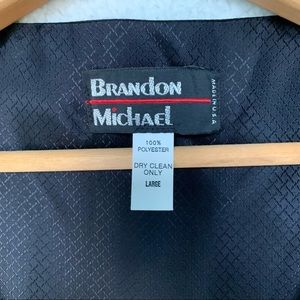 BRANDON
MICHAEL
MADE IN U.S.A.
100%
POLYESTER
DRY CLEAN
ONLY
LARGE